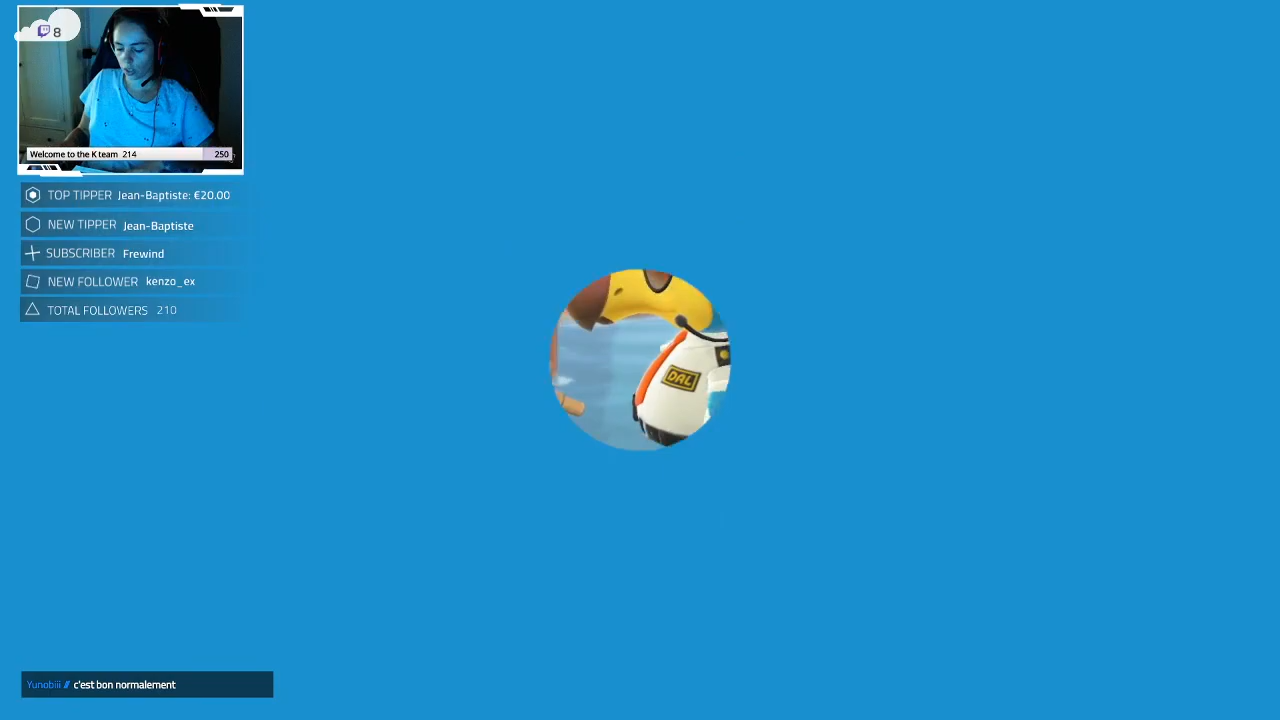 8
Welcome to the K team 214 250
TOP TIPPER Jean-Baptiste: €20.00
NEW TIPPER Jean-Baptiste
SUBSCRIBER Frewind
NEW FOLLOWER kenzo_ex
TOTAL FOLLOWERS 210
DAL
Yunobiii // c'est bon normalement